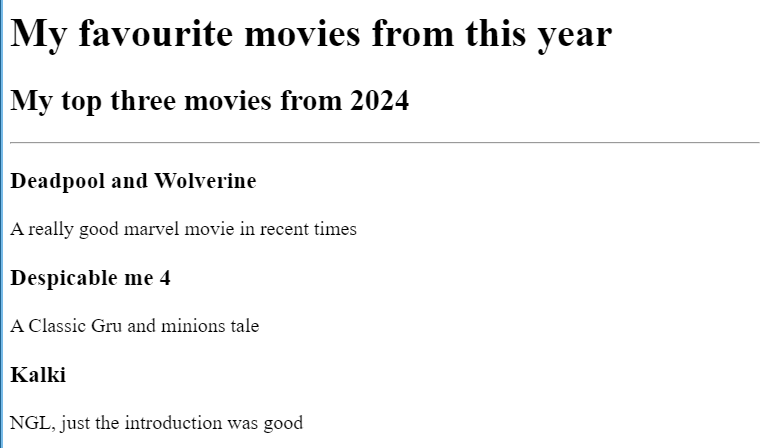 My favourite movies from this year
My top three movies from 2024
Deadpool and Wolverine
A really good marvel movie in recent times
Despicable me 4
A Classic Gru and minions tale
Kalki
NGL, just the introduction was good